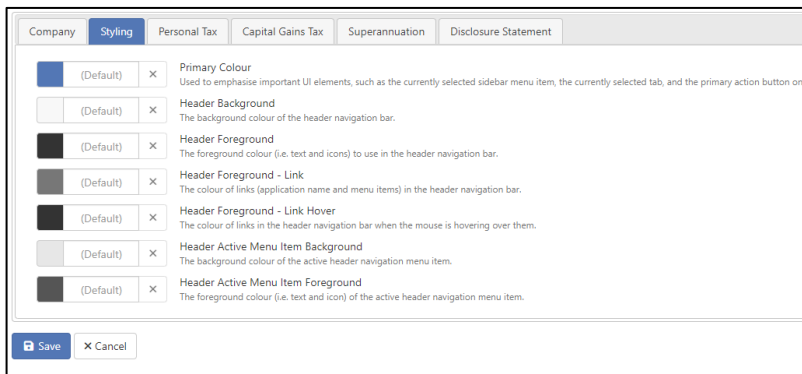 Company Styling Personal Tax Capital Gains Tax Superannuation Disclosure Statement
Primary Colour
(Default)
Used to emphasise important UI elements, such as the currently selected sidebar menu item, the currently selected tab, and the primary action button on
Header Background
(Default)
The background colour of the header navigation bar.
Header Foreground
(Default)
The foreground colour (i.e. text and icons) to use in the header navigation bar.
Header Foreground - Link
(Default)
The colour of links (application name and menu items) in the header navigation bar.
Header Foreground - Link Hover
(Default)
The colour of links in the header navigation bar when the mouse is hovering over them.
Header Active Menu Item Background
(Default)
The background colour of the active header navigation menu item.
Header Active Menu Item Foreground
(Default)
The foreground colour (i.e. text and icon) of the active header navigation menu item.
Save Cancel